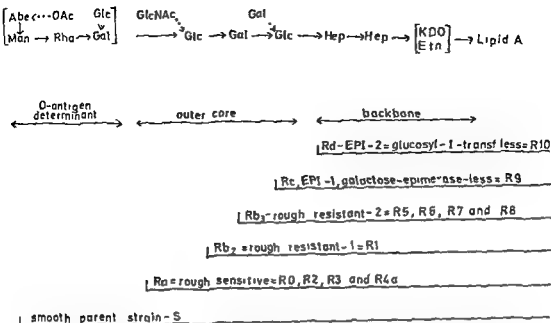 Abe<···OAc Glc GlcNAc Gal
Man → Rha → Gal → Glc → Gal → Glc → Hep → Hep → [KDO Etn] → Lipid A
O-antigen determinant
outer core
backbone
Rd-EPI-2=glucosyl-1-transf less=R10
Rc,EPI-1,galactose-epimerase-less=R9
Rb3-rough resistant-2=R5, R6, R7 and R8
Rb2=rough resistant-1=R1
Ra=rough sensitive=R0, R2, R3 and R4a
smooth parent strain-S